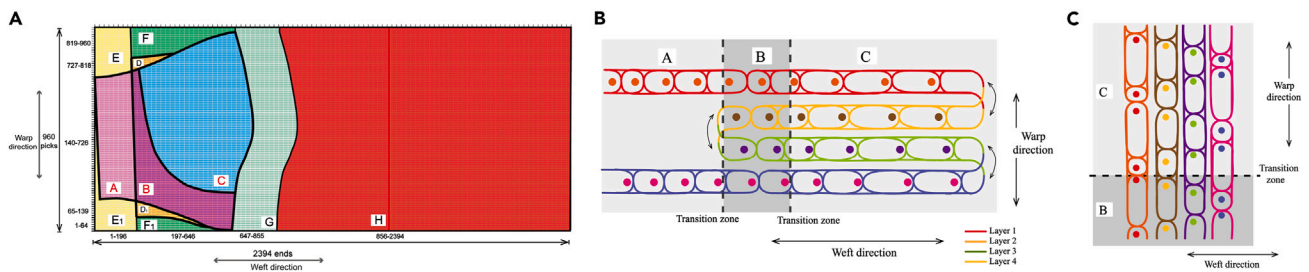 A
819-960
727-818
Warp
direction
960
picks
140-726
65-139
1-64
E
F
D
A
B
C
D₁
E₁
F₁
G
H
1-196
197-646
647-855
856-2394
2394 ends
Weft direction
B
A
B
C
Warp
direction
Transition zone
Transition zone
Weft direction
Layer 1
Layer 2
Layer 3
Layer 4
C
C
B
Warp
direction
Transition
zone
Weft direction